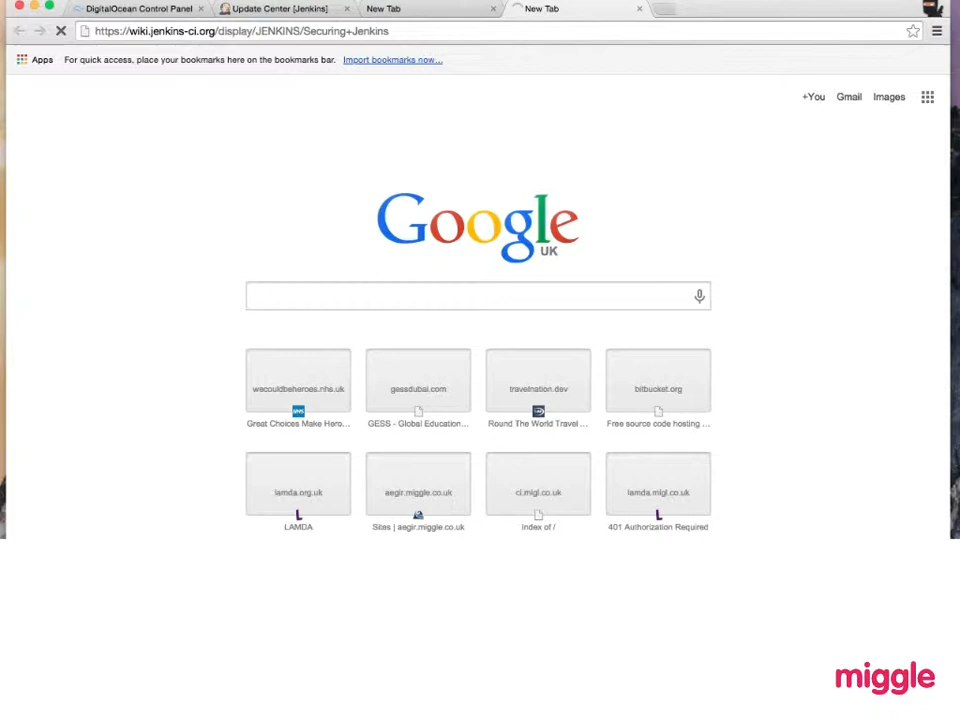 DigitalOcean Control Panel
Update Center [Jenkins]
New Tab
New Tab
https://wiki.jenkins-ci.org/display/JENKINS/Securing+Jenkins
Apps For quick access, place your bookmarks here on the bookmarks bar. Import bookmarks now...
+You Gmail Images
Google
UK
wecouldbeheroes.nhs.uk gessdubai.com travelnation.dev bitbucket.org
NHS
Great Choices Make Hero... GESS - Global Education... Round The World Travel ... Free source code hosting ...
lamda.org.uk aegir.miggle.co.uk ci.migl.co.uk lamda.migl.co.uk
L L
LAMDA Sites | aegir.miggle.co.uk Index of / 401 Authorization Required
miggle